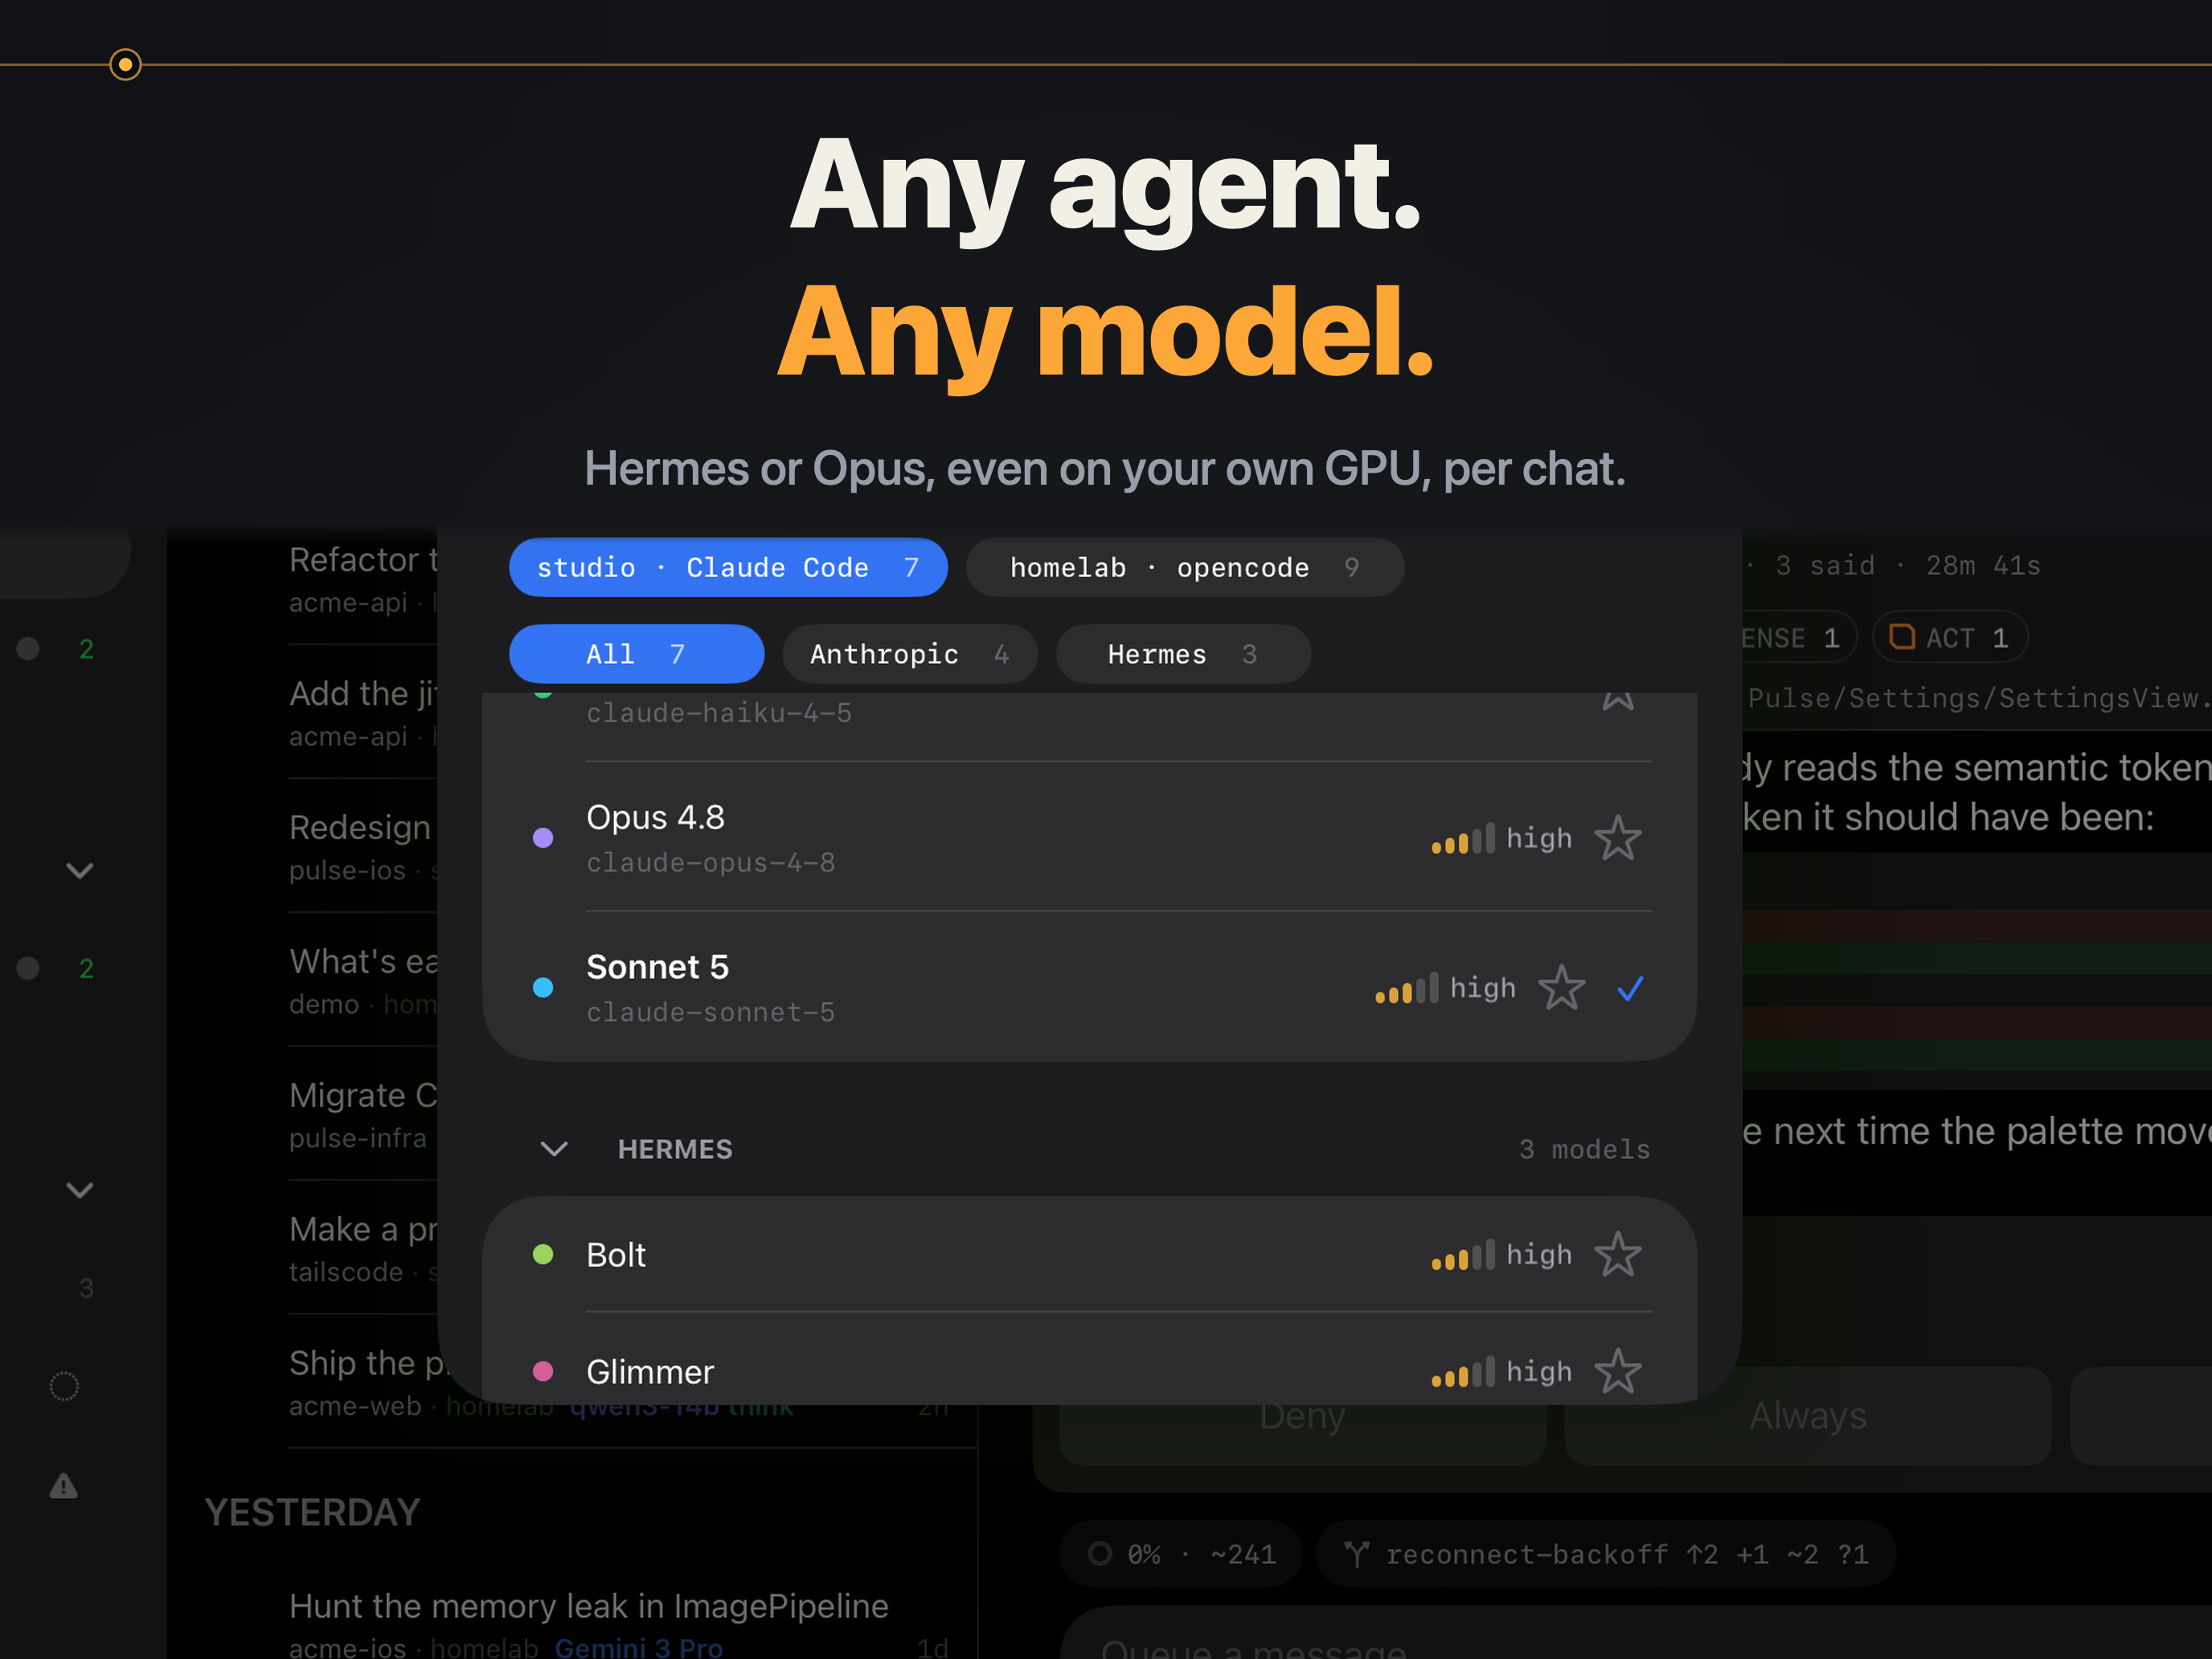 Any agent.
Any model.
Hermes or Opus, even on your own GPU, per chat.
studio · Claude Code 7
homelab · opencode 9
All 7
Anthropic 4
Hermes 3
claude-haiku-4-5
Opus 4.8
claude-opus-4-8
high
Sonnet 5
claude-sonnet-5
high
HERMES
3 models
Bolt
high
Glimmer
high
2
2
3
Refactor
acme-api ·
Add the
acme-api ·
Redesign
pulse-ios ·
What's
demo ·
Migrate
pulse-infra
Make a
tailscode ·
Ship the
acme-web · homelab qwen3-14b think 2h
YESTERDAY
Hunt the memory leak in ImagePipeline
acme-ios · homelab Gemini 3 Pro 1d
· 3 said · 28m 41s
ENSE 1
ACT 1
Pulse/Settings/SettingsView.
dy reads the semantic token
ken it should have been:
e next time the palette
Deny
Always
0% · ~241
reconnect-backoff ↑2 +1 ~2 ?1
Queue a message